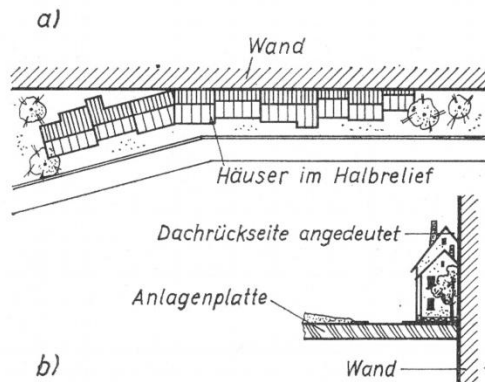 a)
Wand
Häuser im Halbrelief
Dachrückseite angedeutet
Anlagenplatte
b)
Wand